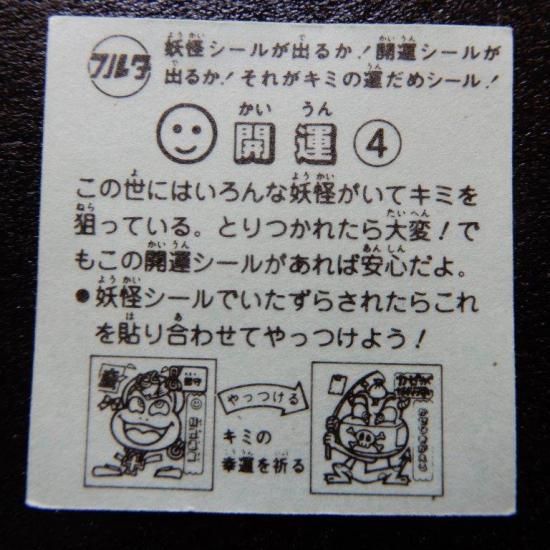 フルタ
妖怪シールが出るか！開運シールが
出るか！それがキミの運だめシール！
開運④
この世にはいろんな妖怪がいてキミを
狙っている。とりつかれたら大変！で
もこの開運シールがあれば安心だよ。
●妖怪シールでいたずらされたらこれ
を貼り合わせてやっつけよう！
やっつける
キミの
幸運を祈る